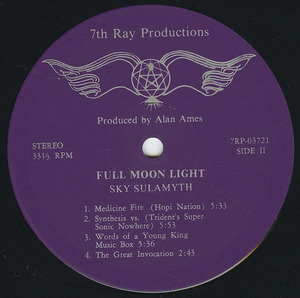 7th Ray Productions
Produced by Alan Ames
STEREO
33⅓ RPM
7RP-03721
SIDE II
FULL MOON LIGHT
SKY SULAMYTH
1. Medicine Fire (Hopi Nation) 5:33
2. Synthesis vs. (Trident's Super
Sonic Nowhere) 5:53
3. Words of a Young King
Music Box 5:36
4. The Great Invocation 2:43